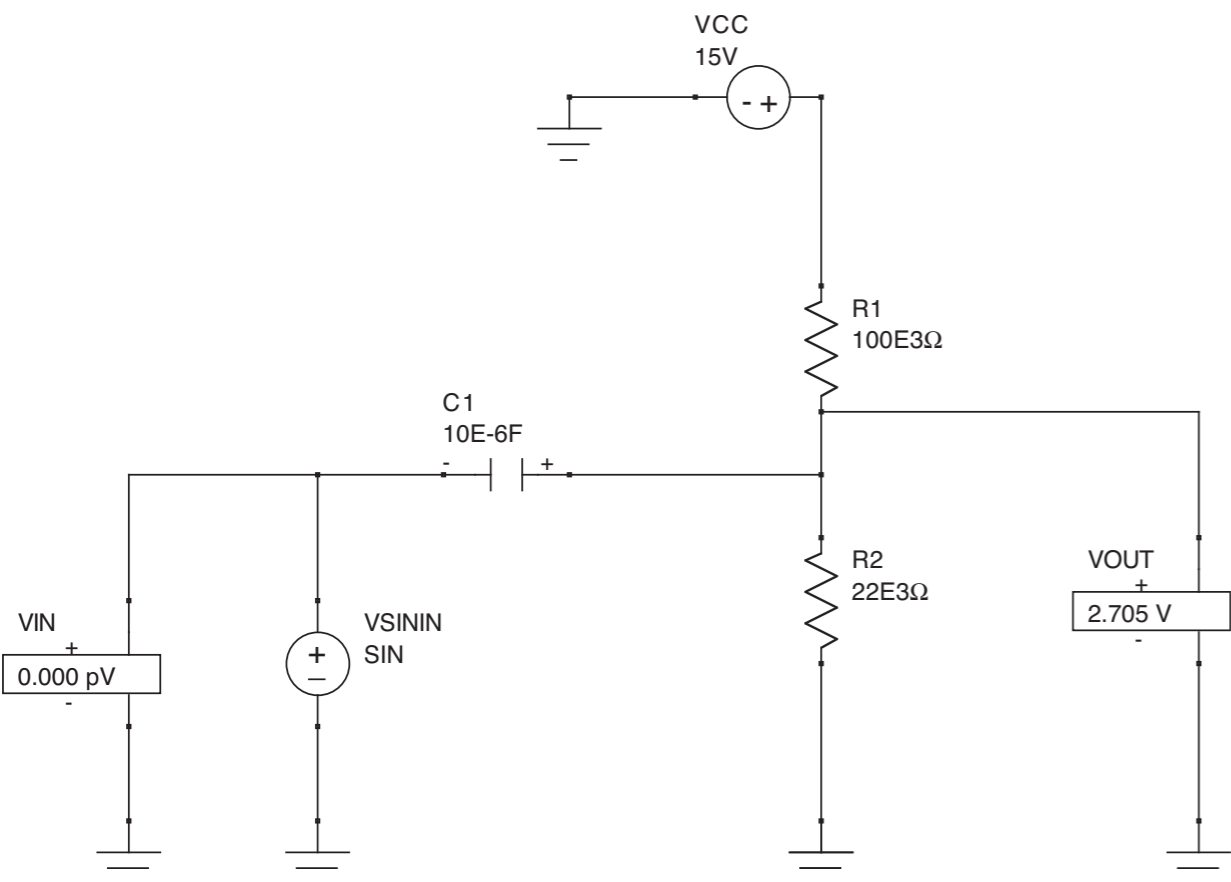 VCC
15V
- +
R1
100E3Ω
C1
10E-6F
- +
R2
22E3Ω
VOUT
+
2.705 V
-
VIN
+
0.000 pV
-
VSININ
SIN
+
–